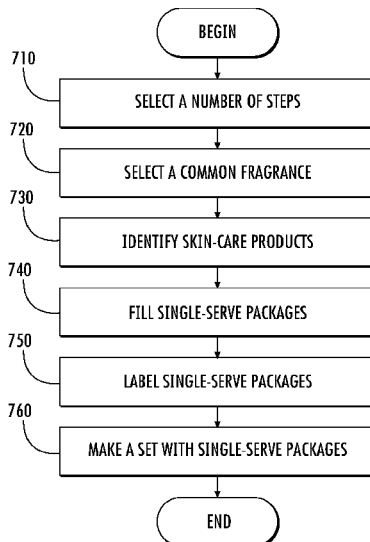 BEGIN
710
SELECT A NUMBER OF STEPS
720
SELECT A COMMON FRAGRANCE
730
IDENTIFY SKIN-CARE PRODUCTS
740
FILL SINGLE-SERVE PACKAGES
750
LABEL SINGLE-SERVE PACKAGES
760
MAKE A SET WITH SINGLE-SERVE PACKAGES
END